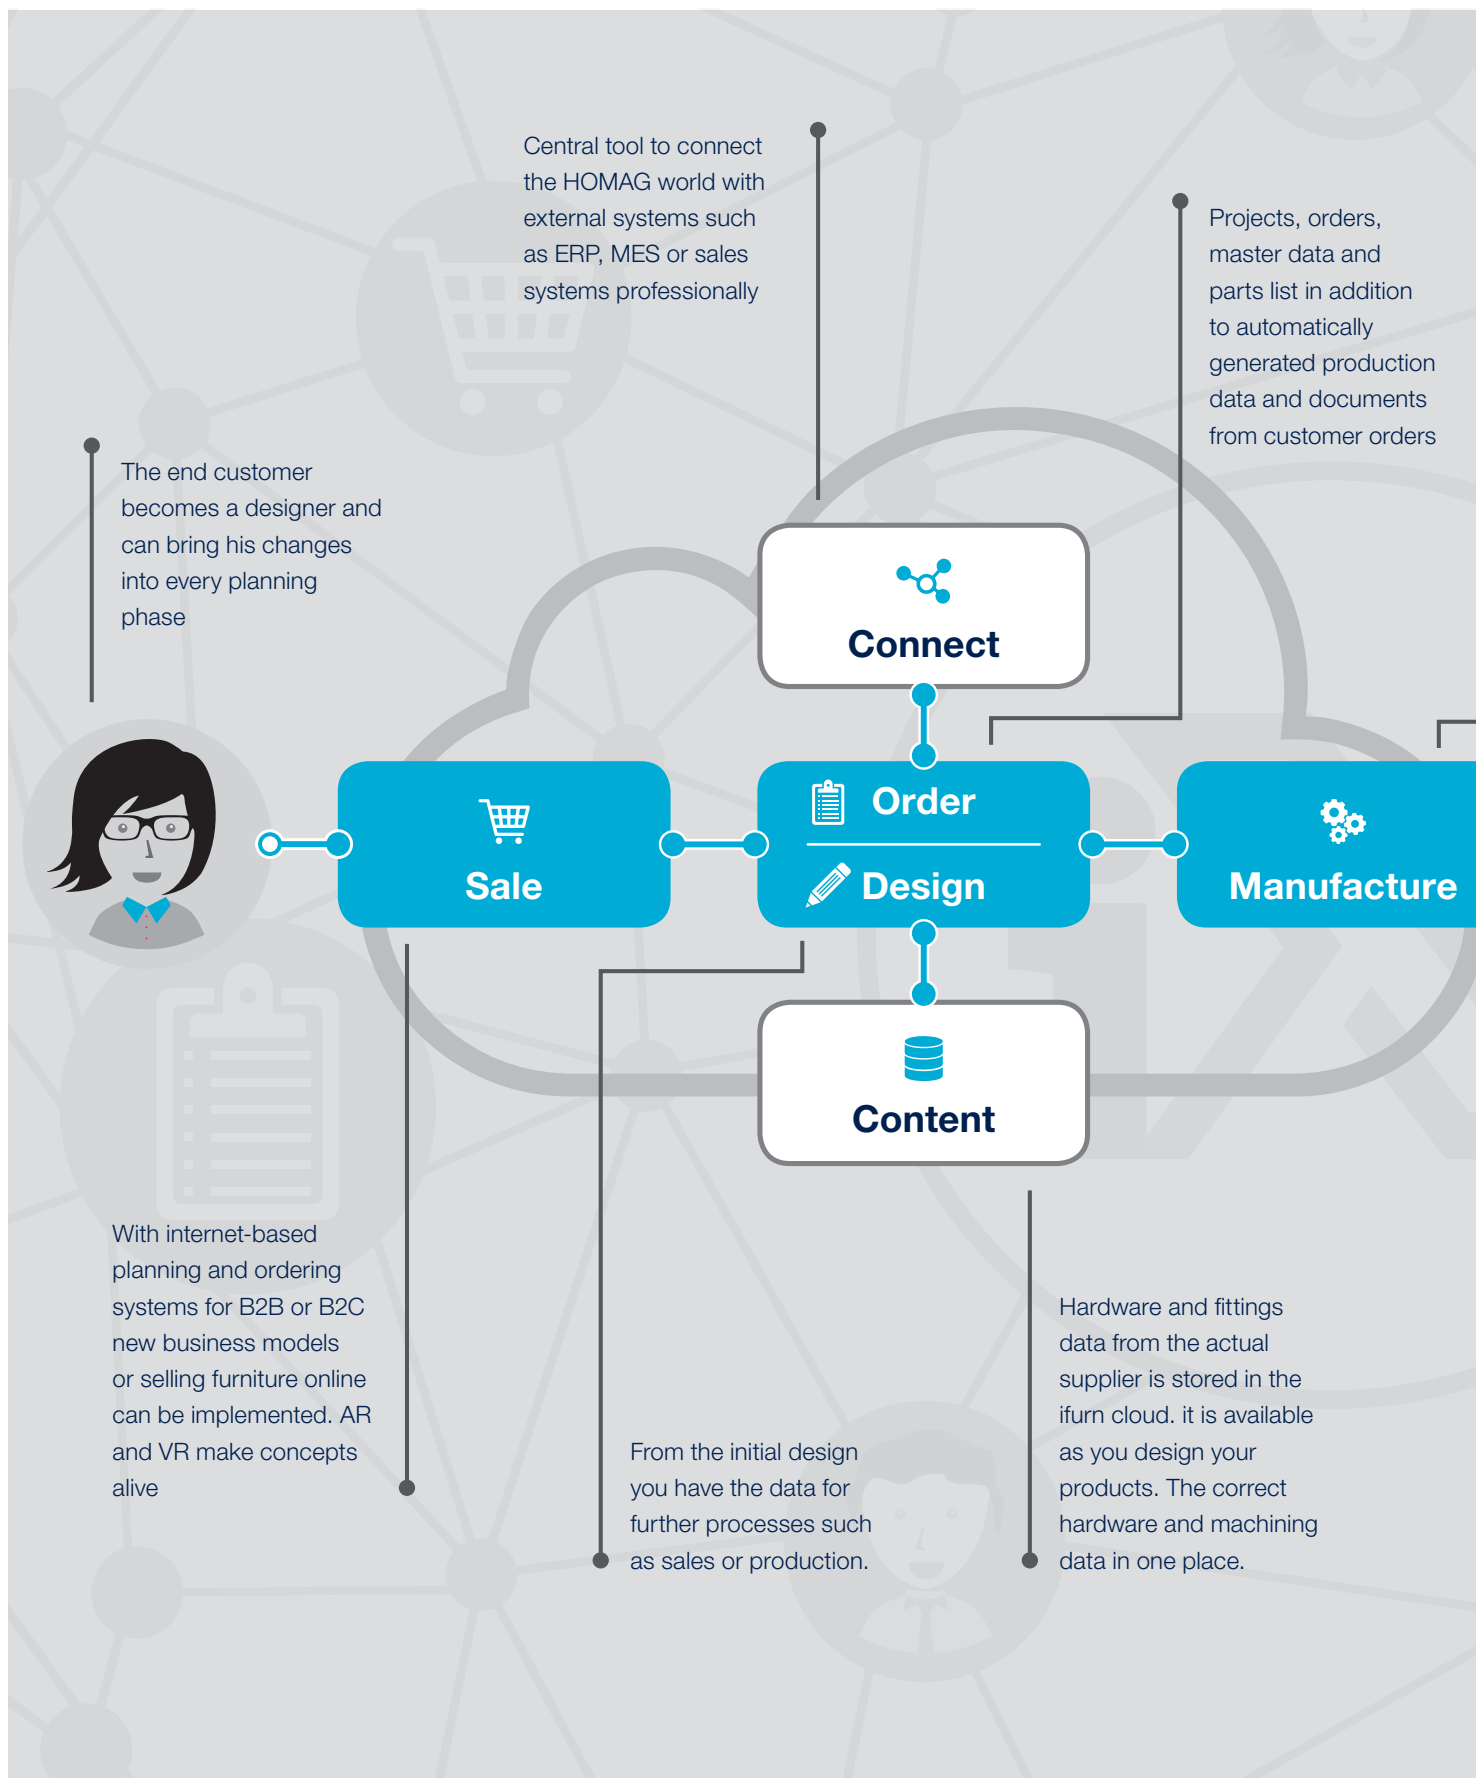 Central tool to connect
the HOMAG world with
external systems such
as ERP, MES or sales
systems professionally
Projects, orders,
master data and
parts list in addition
to automatically
generated production
data and documents
from customer orders
The end customer
becomes a designer and
can bring his changes
into every planning
phase
Connect
Order
Sale
Design
Manufacture
Content
With internet-based
planning and ordering
systems for B2B or B2C
new business models
or selling furniture online
can be implemented. AR
and VR make concepts
alive
From the initial design
you have the data for
further processes such
as sales or production.
Hardware and fittings
data from the actual
supplier is stored in the
ifurn cloud. it is available
as you design your
products. The correct
hardware and machining
data in one place.